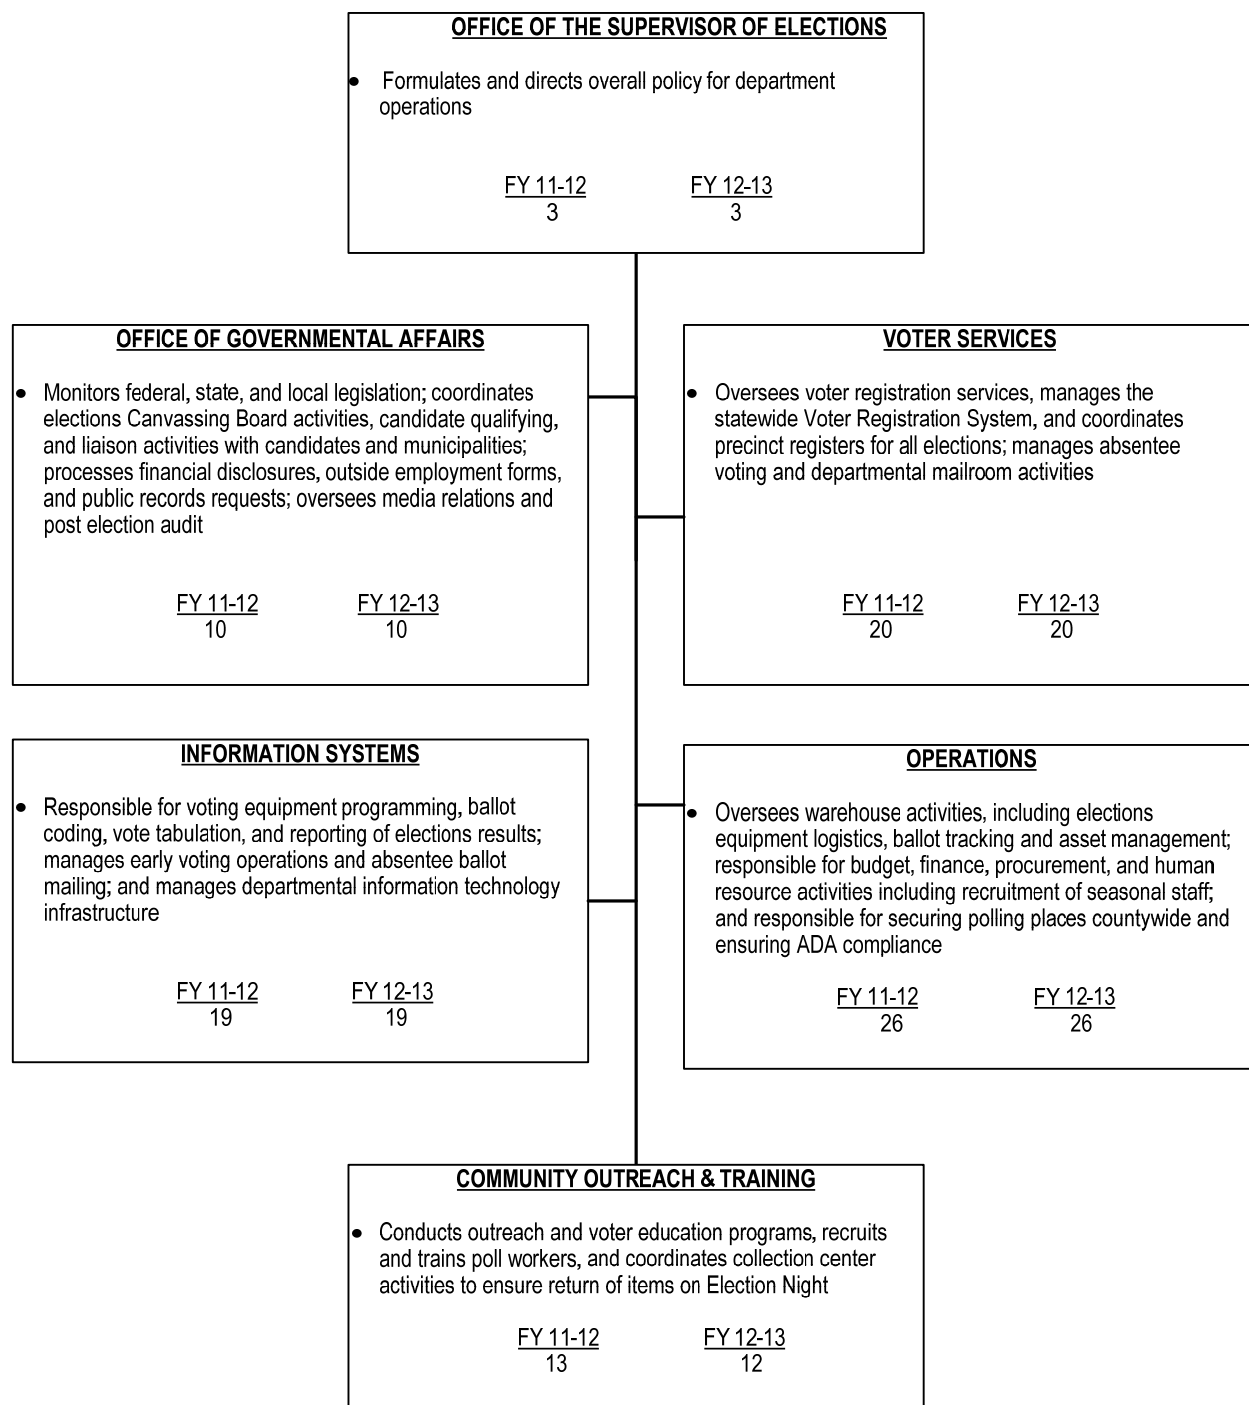 OFFICE OF THE SUPERVISOR OF ELECTIONS
• Formulates and directs overall policy for department
operations
FY 11-12 FY 12-13
3 3
OFFICE OF GOVERNMENTAL AFFAIRS
• Monitors federal, state, and local legislation; coordinates
elections Canvassing Board activities, candidate qualifying,
and liaison activities with candidates and municipalities;
processes financial disclosures, outside employment forms,
and public records requests; oversees media relations and
post election audit
FY 11-12 FY 12-13
10 10
VOTER SERVICES
• Oversees voter registration services, manages the
statewide Voter Registration System, and coordinates
precinct registers for all elections; manages absentee
voting and departmental mailroom activities
FY 11-12 FY 12-13
20 20
INFORMATION SYSTEMS
• Responsible for voting equipment programming, ballot
coding, vote tabulation, and reporting of elections results;
manages early voting operations and absentee ballot
mailing; and manages departmental information technology
infrastructure
FY 11-12 FY 12-13
19 19
OPERATIONS
• Oversees warehouse activities, including elections
equipment logistics, ballot tracking and asset management;
responsible for budget, finance, procurement, and human
resource activities including recruitment of seasonal staff;
and responsible for securing polling places countywide and
ensuring ADA compliance
FY 11-12 FY 12-13
26 26
COMMUNITY OUTREACH & TRAINING
• Conducts outreach and voter education programs, recruits
and trains poll workers, and coordinates collection center
activities to ensure return of items on Election Night
FY 11-12 FY 12-13
13 12